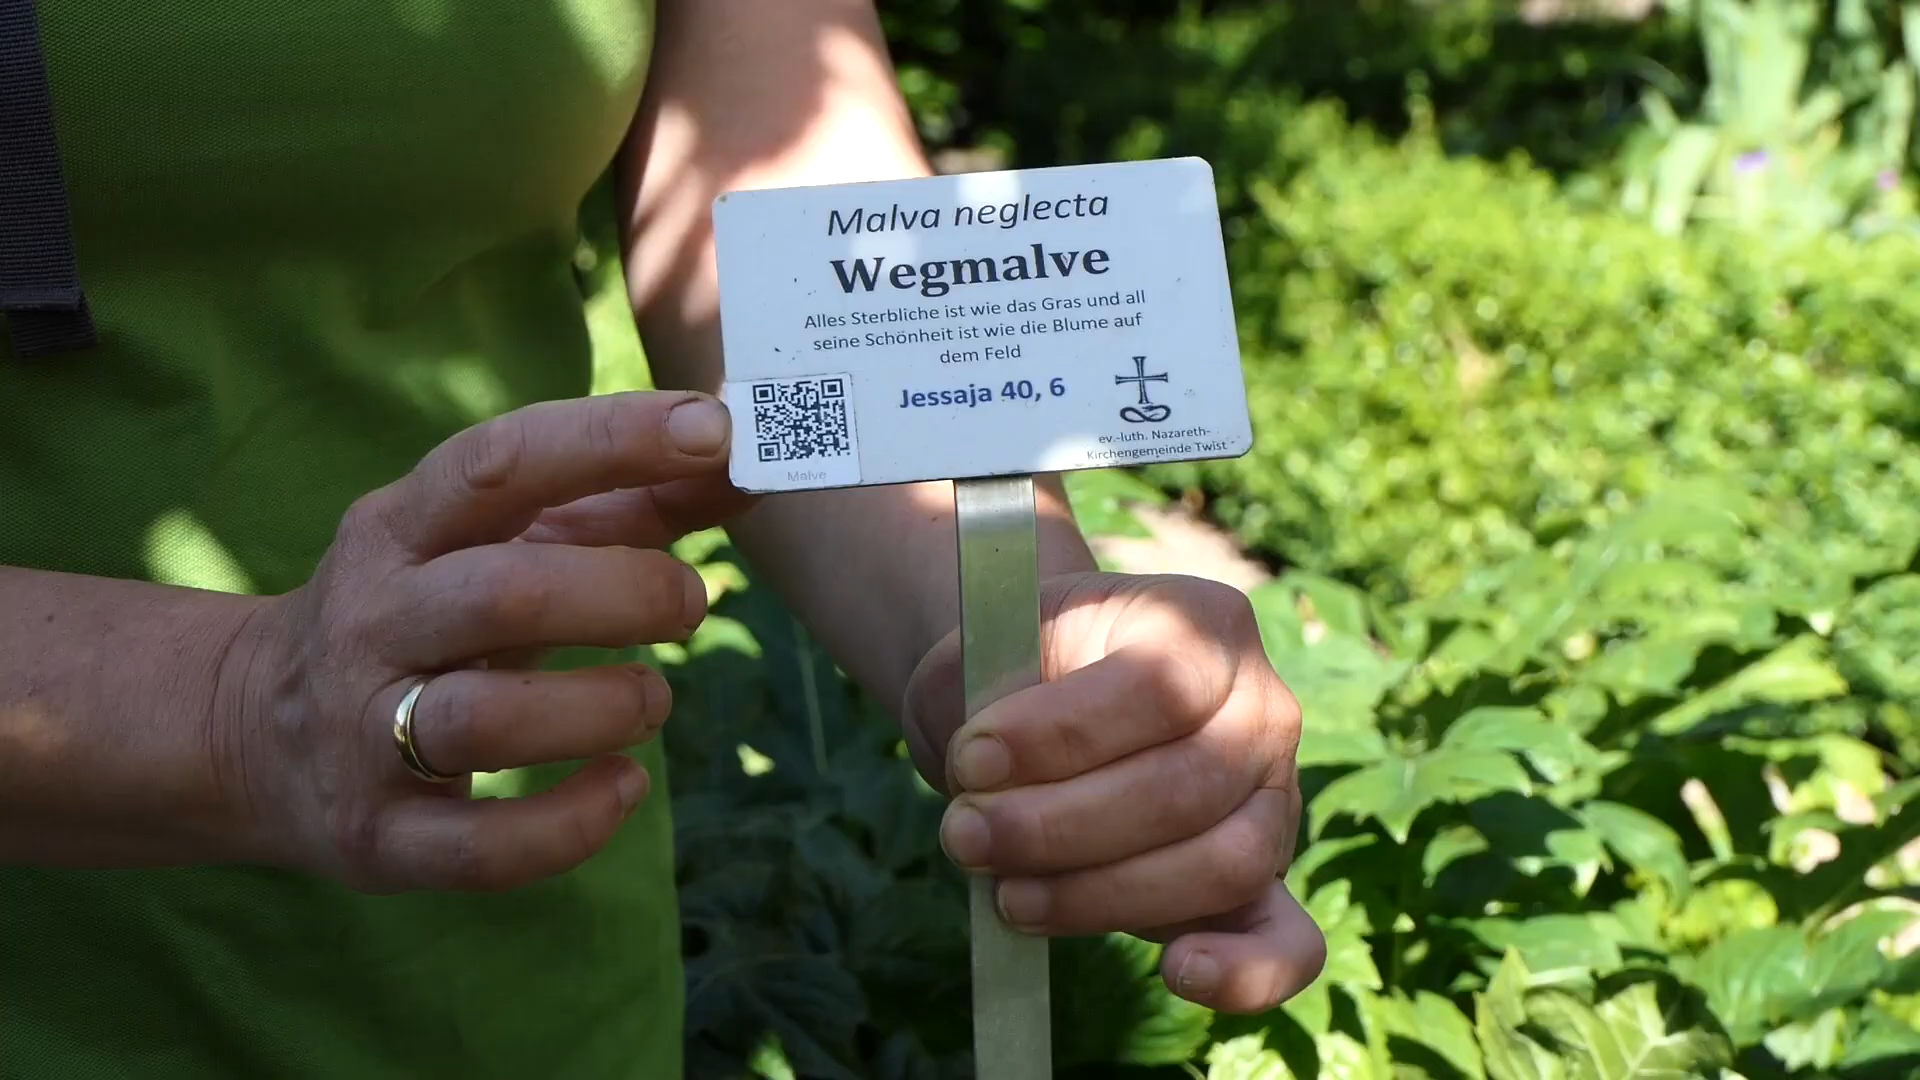 Malva neglecta
Wegmalve
Alles Sterbliche ist wie das Gras und all
seine Schönheit ist wie die Blume auf
dem Feld
Jessaja 40, 6
Malve
ev.-luth. Nazareth-
Kirchengemeinde Twist